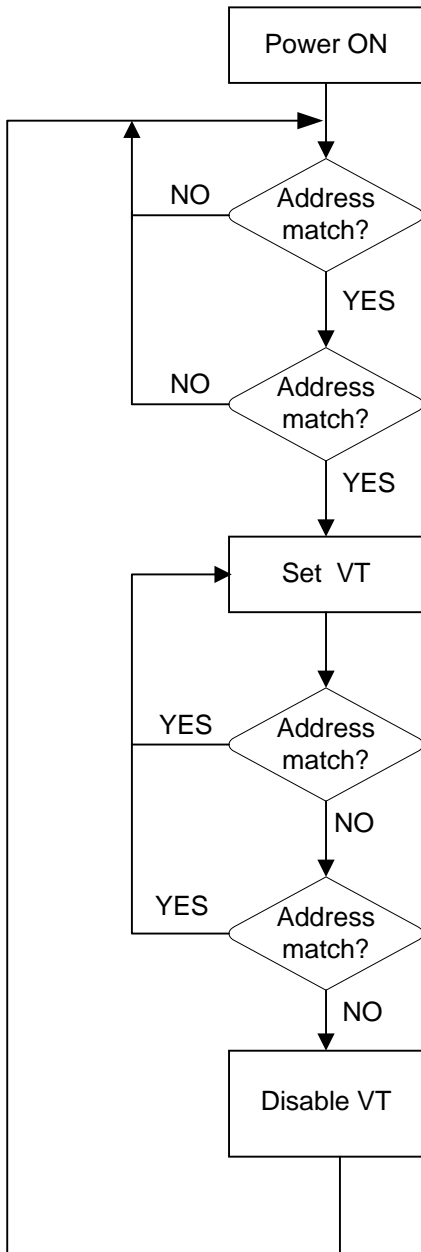 Power ON
NO
Address
match?
YES
NO
Address
match?
YES
Set VT
YES
Address
match?
NO
YES
Address
match?
NO
Disable VT